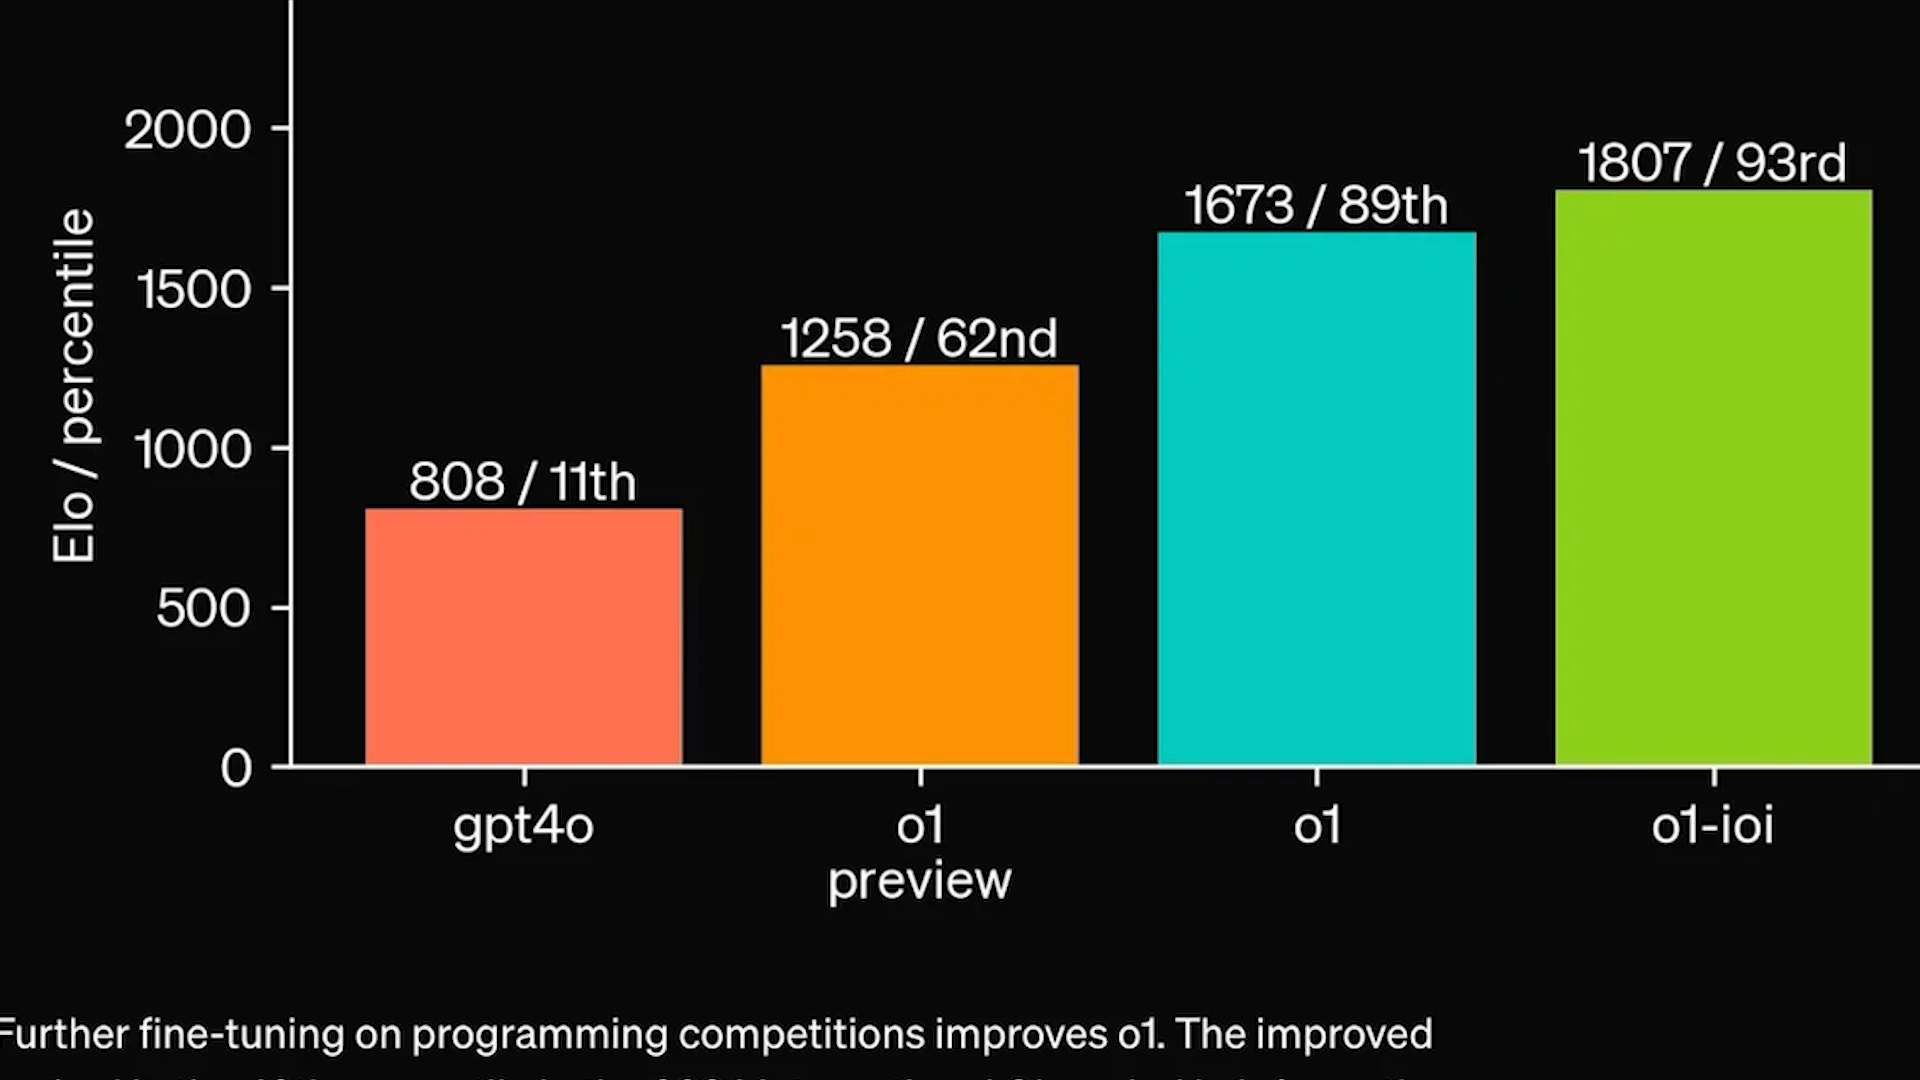 Elo / percentile
2000
1500
1000
500
0
808 / 11th
1258 / 62nd
1673 / 89th
1807 / 93rd
gpt4o
o1
preview
o1
o1-ioi
Further fine-tuning on programming competitions improves o1. The improved